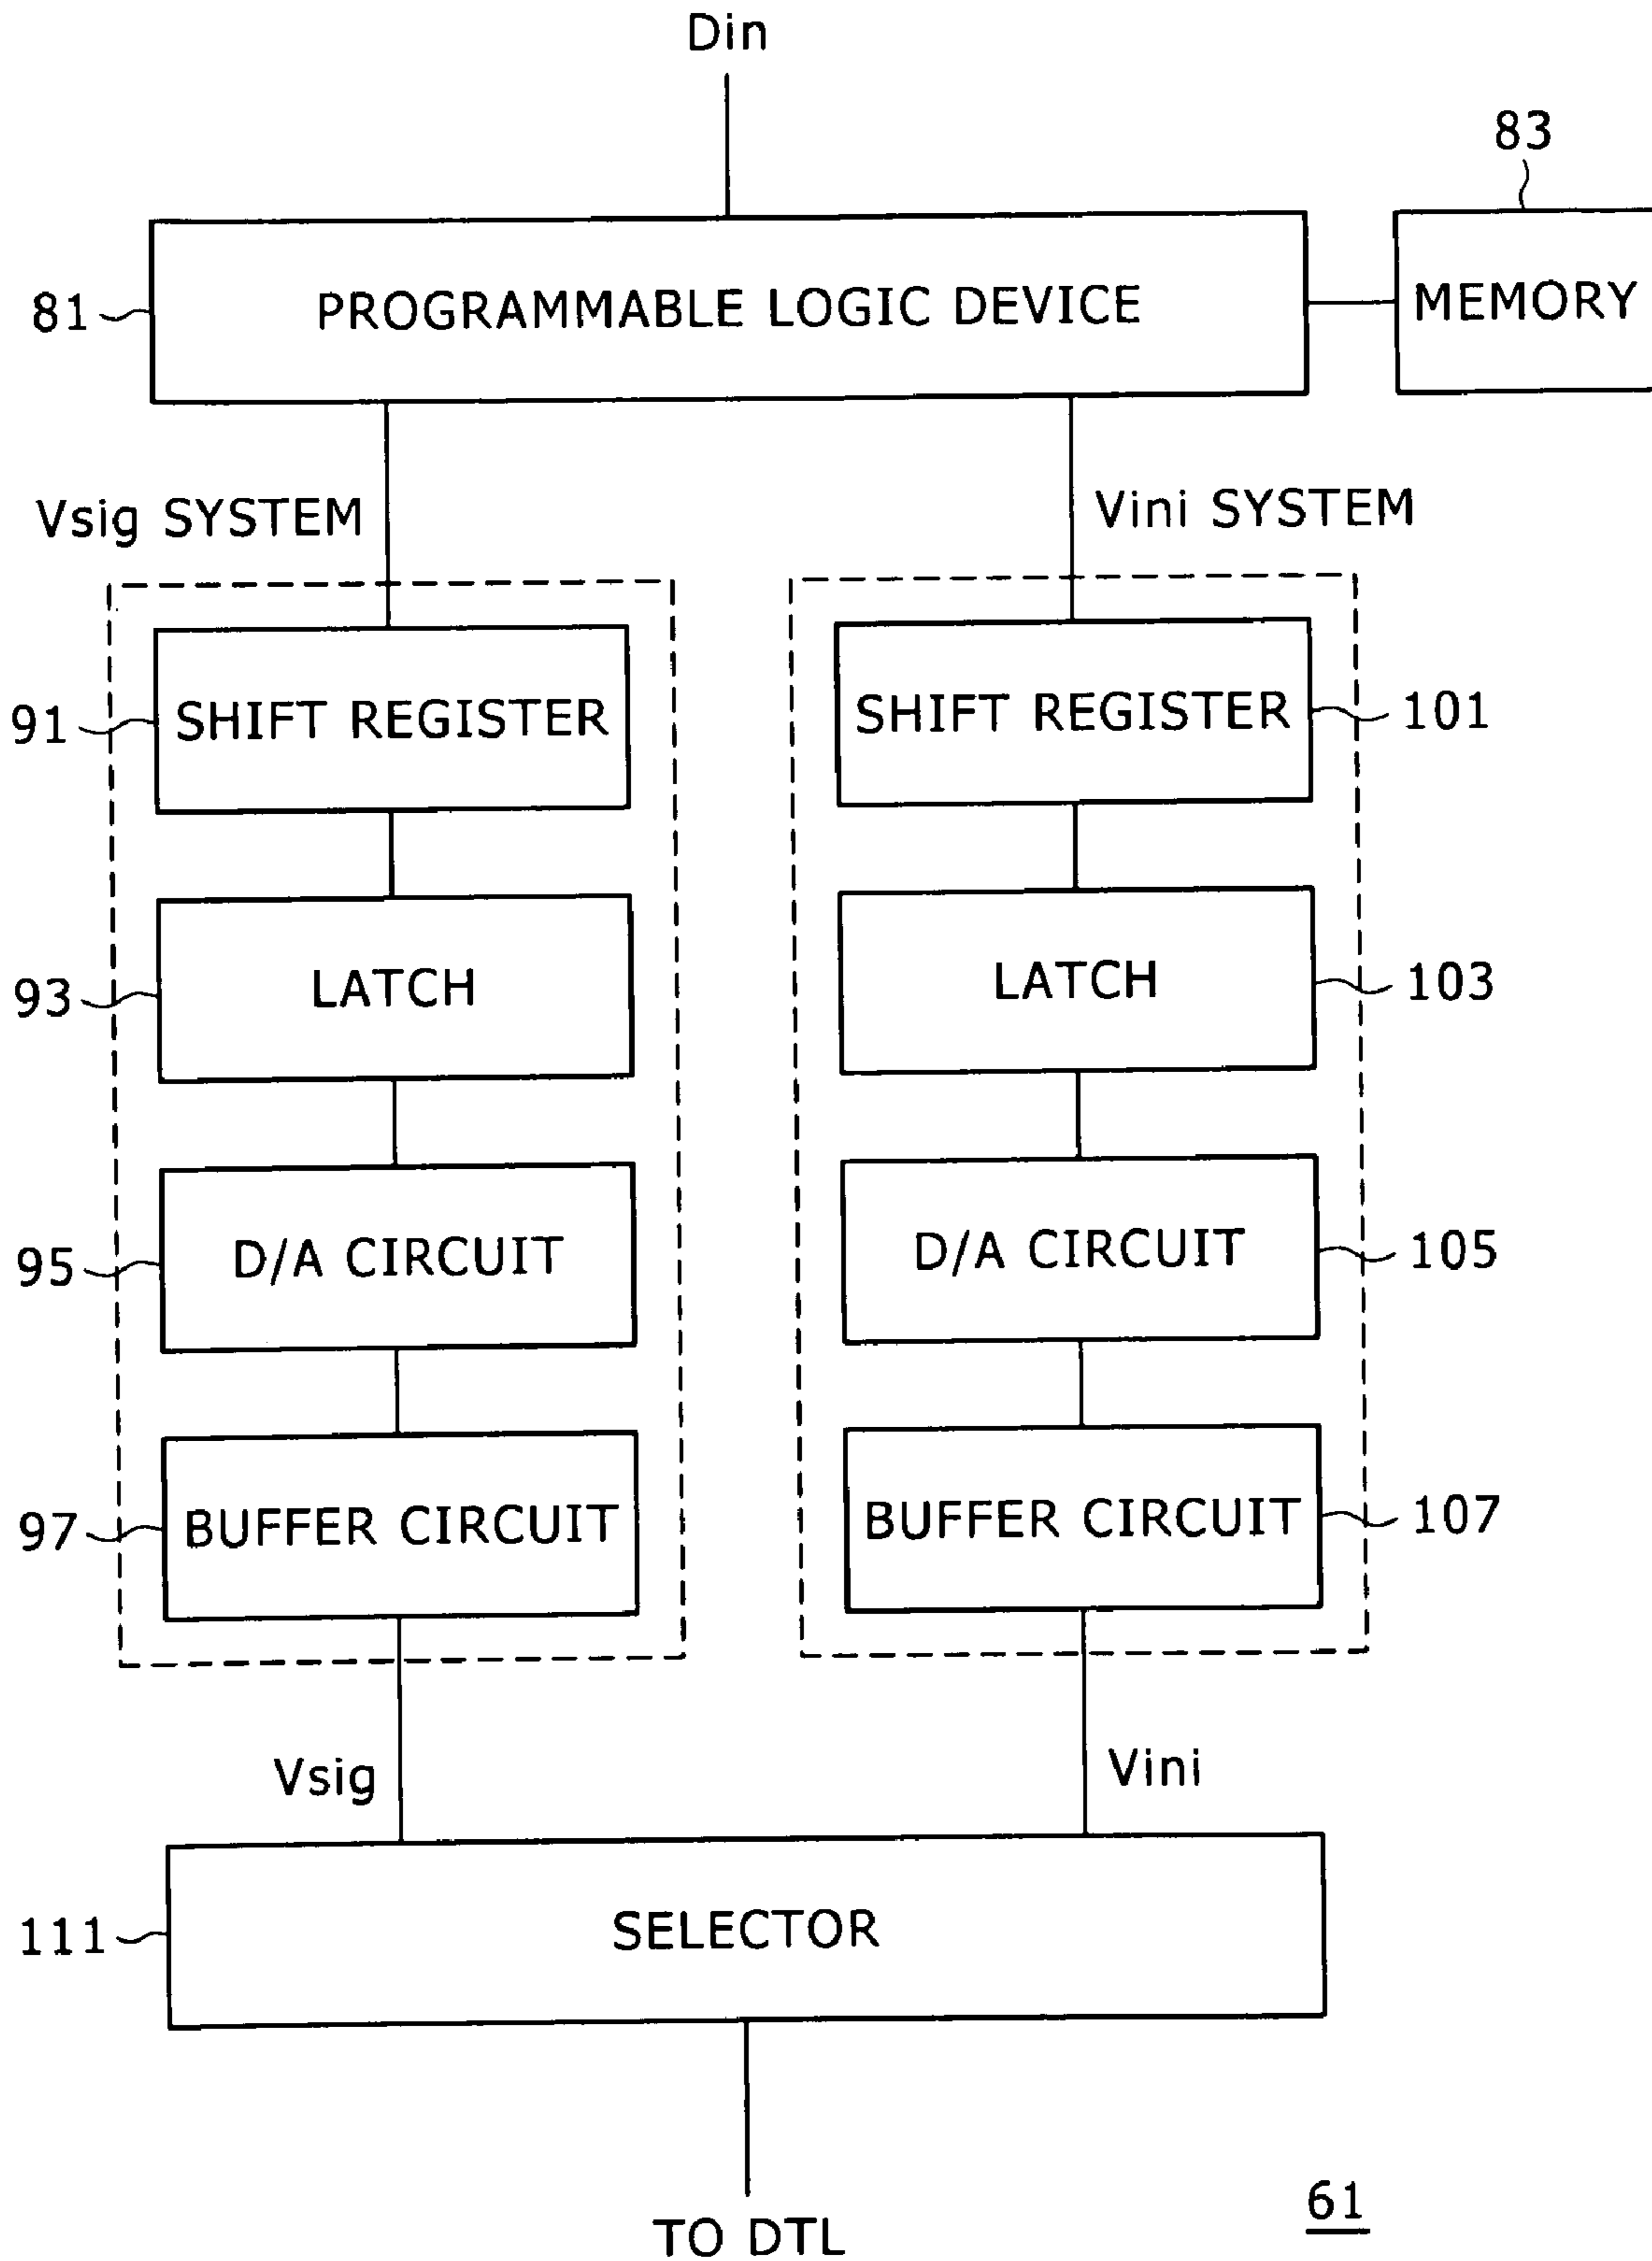 Din
83
81
PROGRAMMABLE LOGIC DEVICE
MEMORY
Vsig SYSTEM
Vini SYSTEM
91
SHIFT REGISTER
SHIFT REGISTER
101
93
LATCH
LATCH
103
95
D/A CIRCUIT
D/A CIRCUIT
105
97
BUFFER CIRCUIT
BUFFER CIRCUIT
107
Vsig
Vini
111
SELECTOR
TO DTL
61